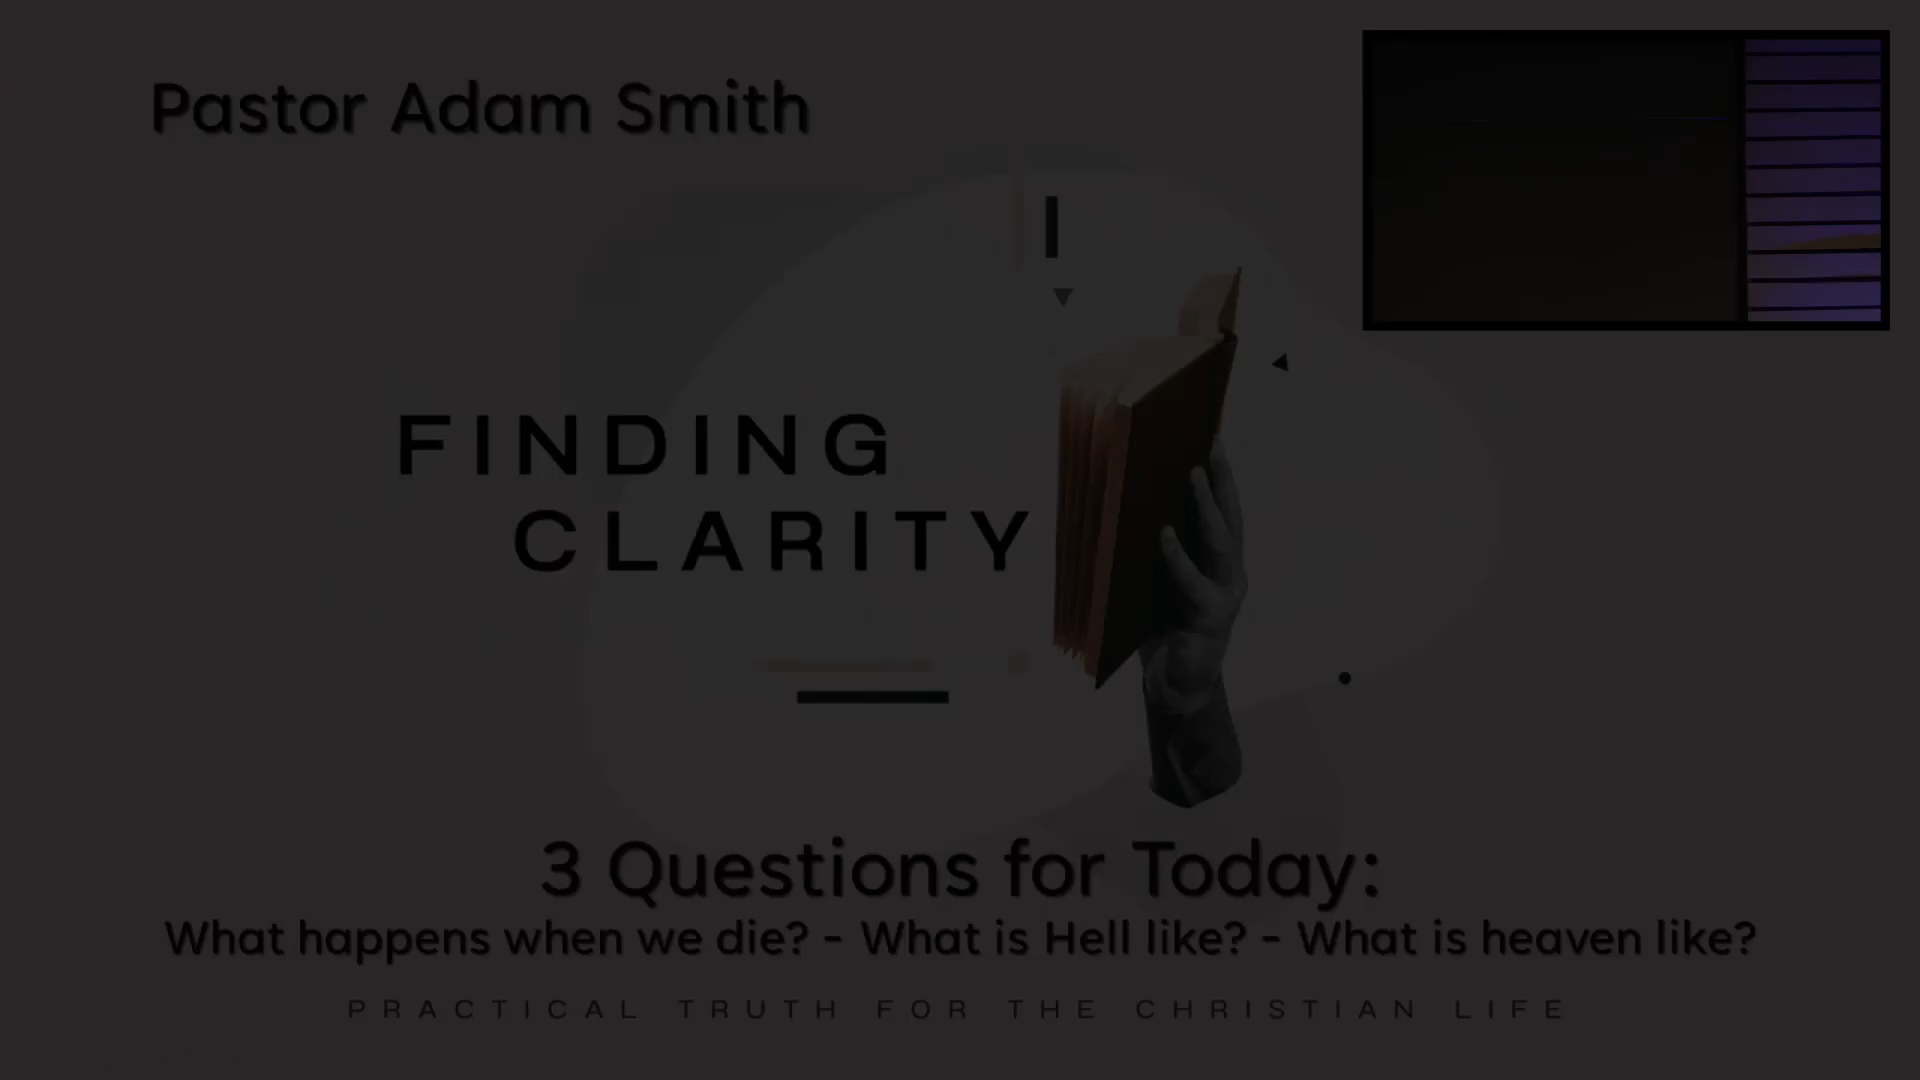 Pastor Adam Smith
FINDING
CLARITY
3 Questions for Today:
What happens when we die? - What is Hell like? - What is heaven like?
PRACTICAL TRUTH FOR THE CHRISTIAN LIFE